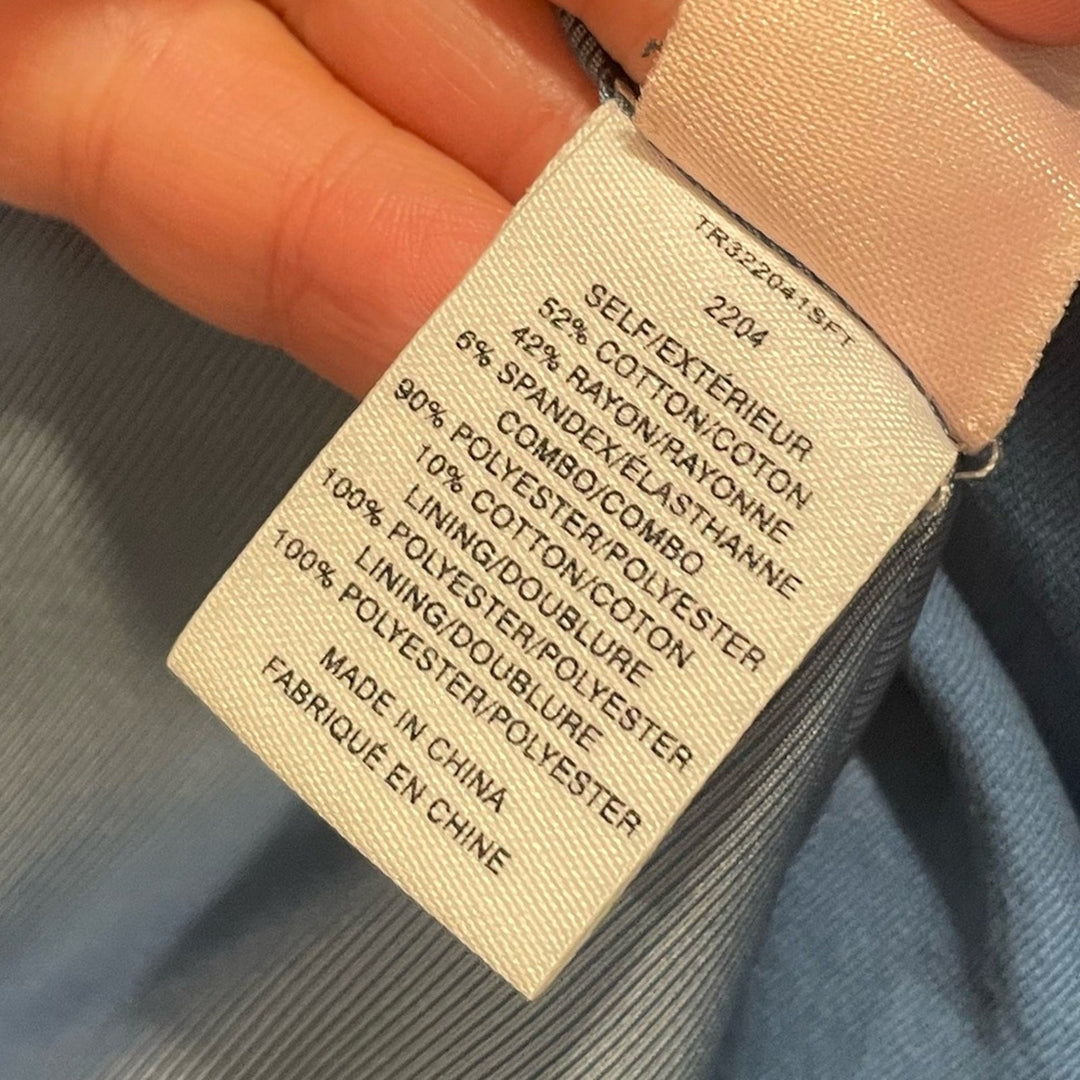 TR322041SFT
2204
SELF/EXTÉRIEUR
52% COTTON/COTON
42% RAYON/RAYONNE
6% SPANDEX/ÉLASTHANNE
COMBO/COMBO
90% POLYESTER/POLYESTER
10% COTTON/COTON
LINING/DOUBLURE
100% POLYESTER/POLYESTER
LINING/DOUBLURE
100% POLYESTER/POLYESTER
MADE IN CHINA
FABRIQUÉ EN CHINE